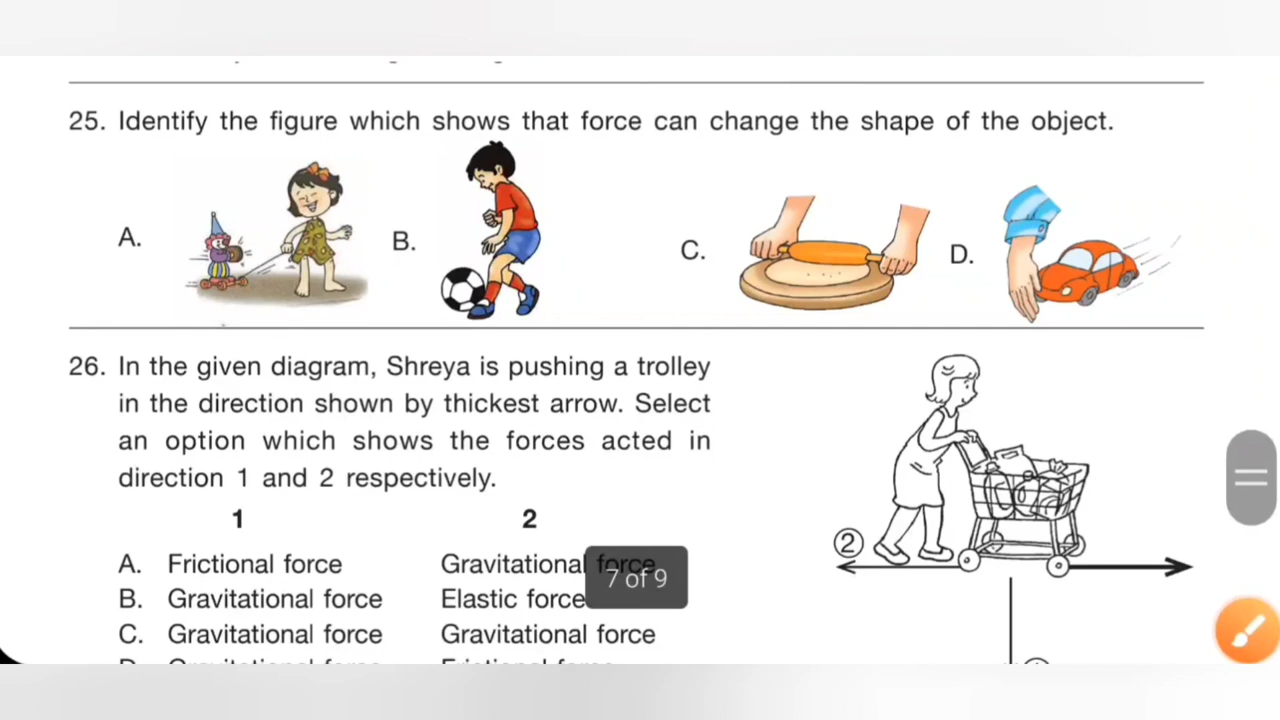 25. Identify the figure which shows that force can change the shape of the object.
A. B. C. D.
26. In the given diagram, Shreya is pushing a trolley
in the direction shown by thickest arrow. Select
an option which shows the forces acted in
direction 1 and 2 respectively.
1 2
A. Frictional force Gravitational force
B. Gravitational force Elastic force
C. Gravitational force Gravitational force
2
7 of 9